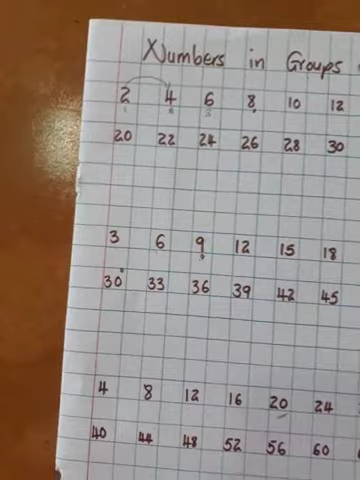 Numbers in Groups
2 4 6 8 10 12
20 22 24 26 28 30
3 6 9 12 15 18
30 33 36 39 42 45
4 8 12 16 20 24
40 44 48 52 56 60